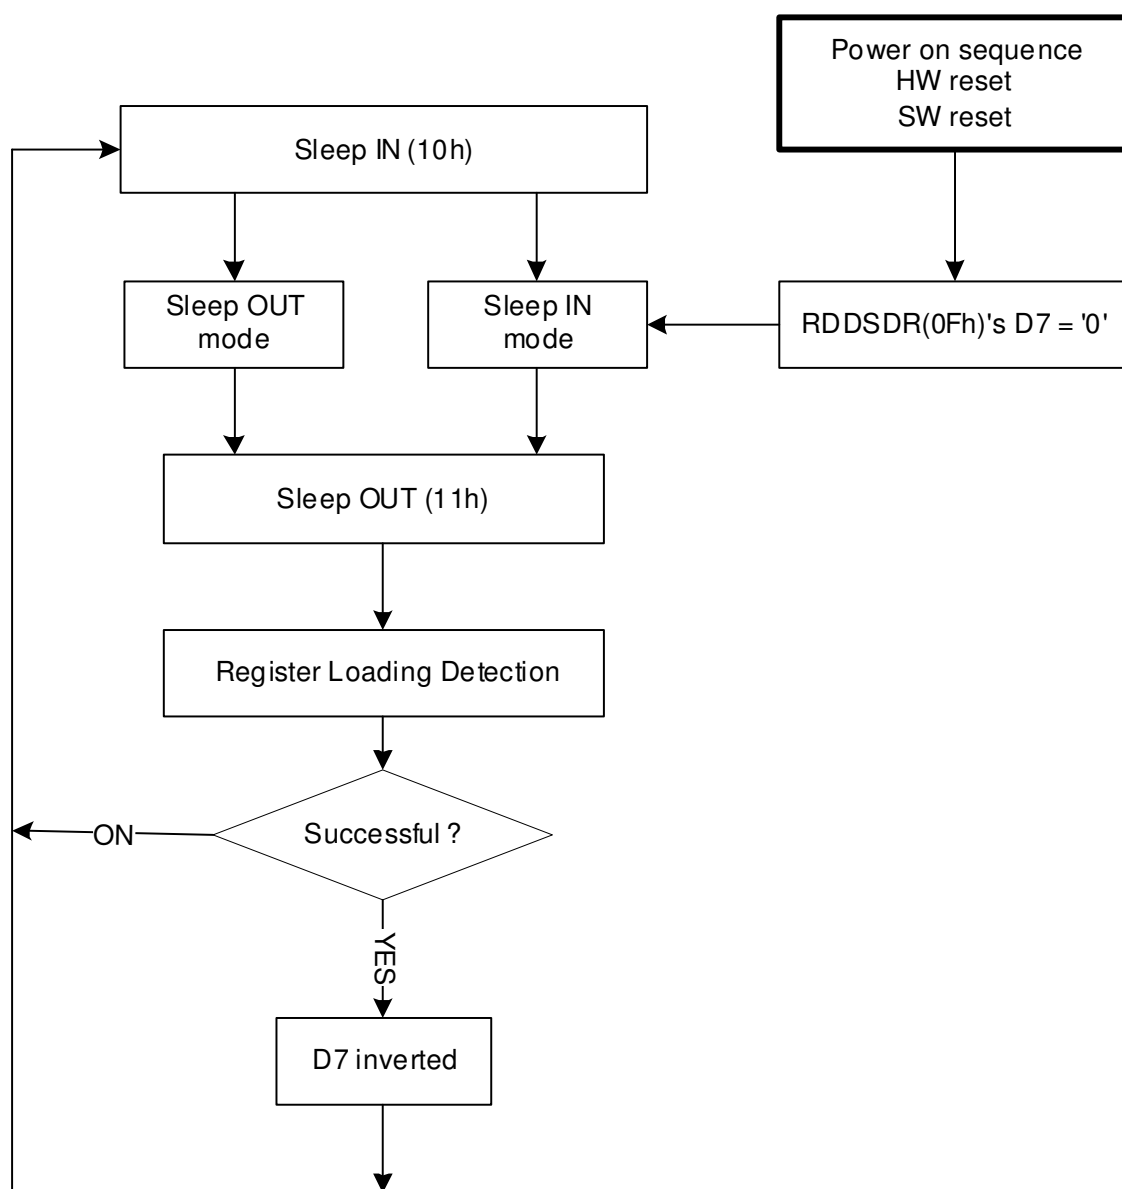 Power on sequence
HW reset
SW reset
Sleep IN (10h)
Sleep OUT
mode
Sleep IN
mode
RDDSDR(0Fh)'s D7 = '0'
Sleep OUT (11h)
Register Loading Detection
Successful ?
ON
YES
D7 inverted